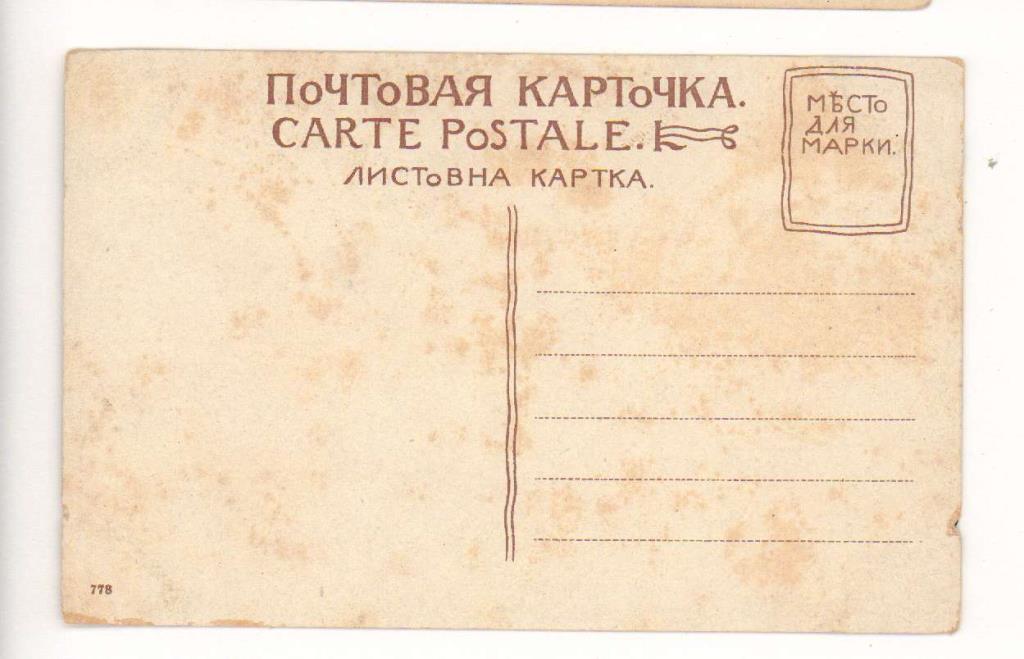 ПоЧТоВАЯ КАРТоЧКА.
CARTE PoSTALE.
ЛИСТоВНА КАРТКА.
МѢСТО
ДЛЯ
МАРКИ.
778